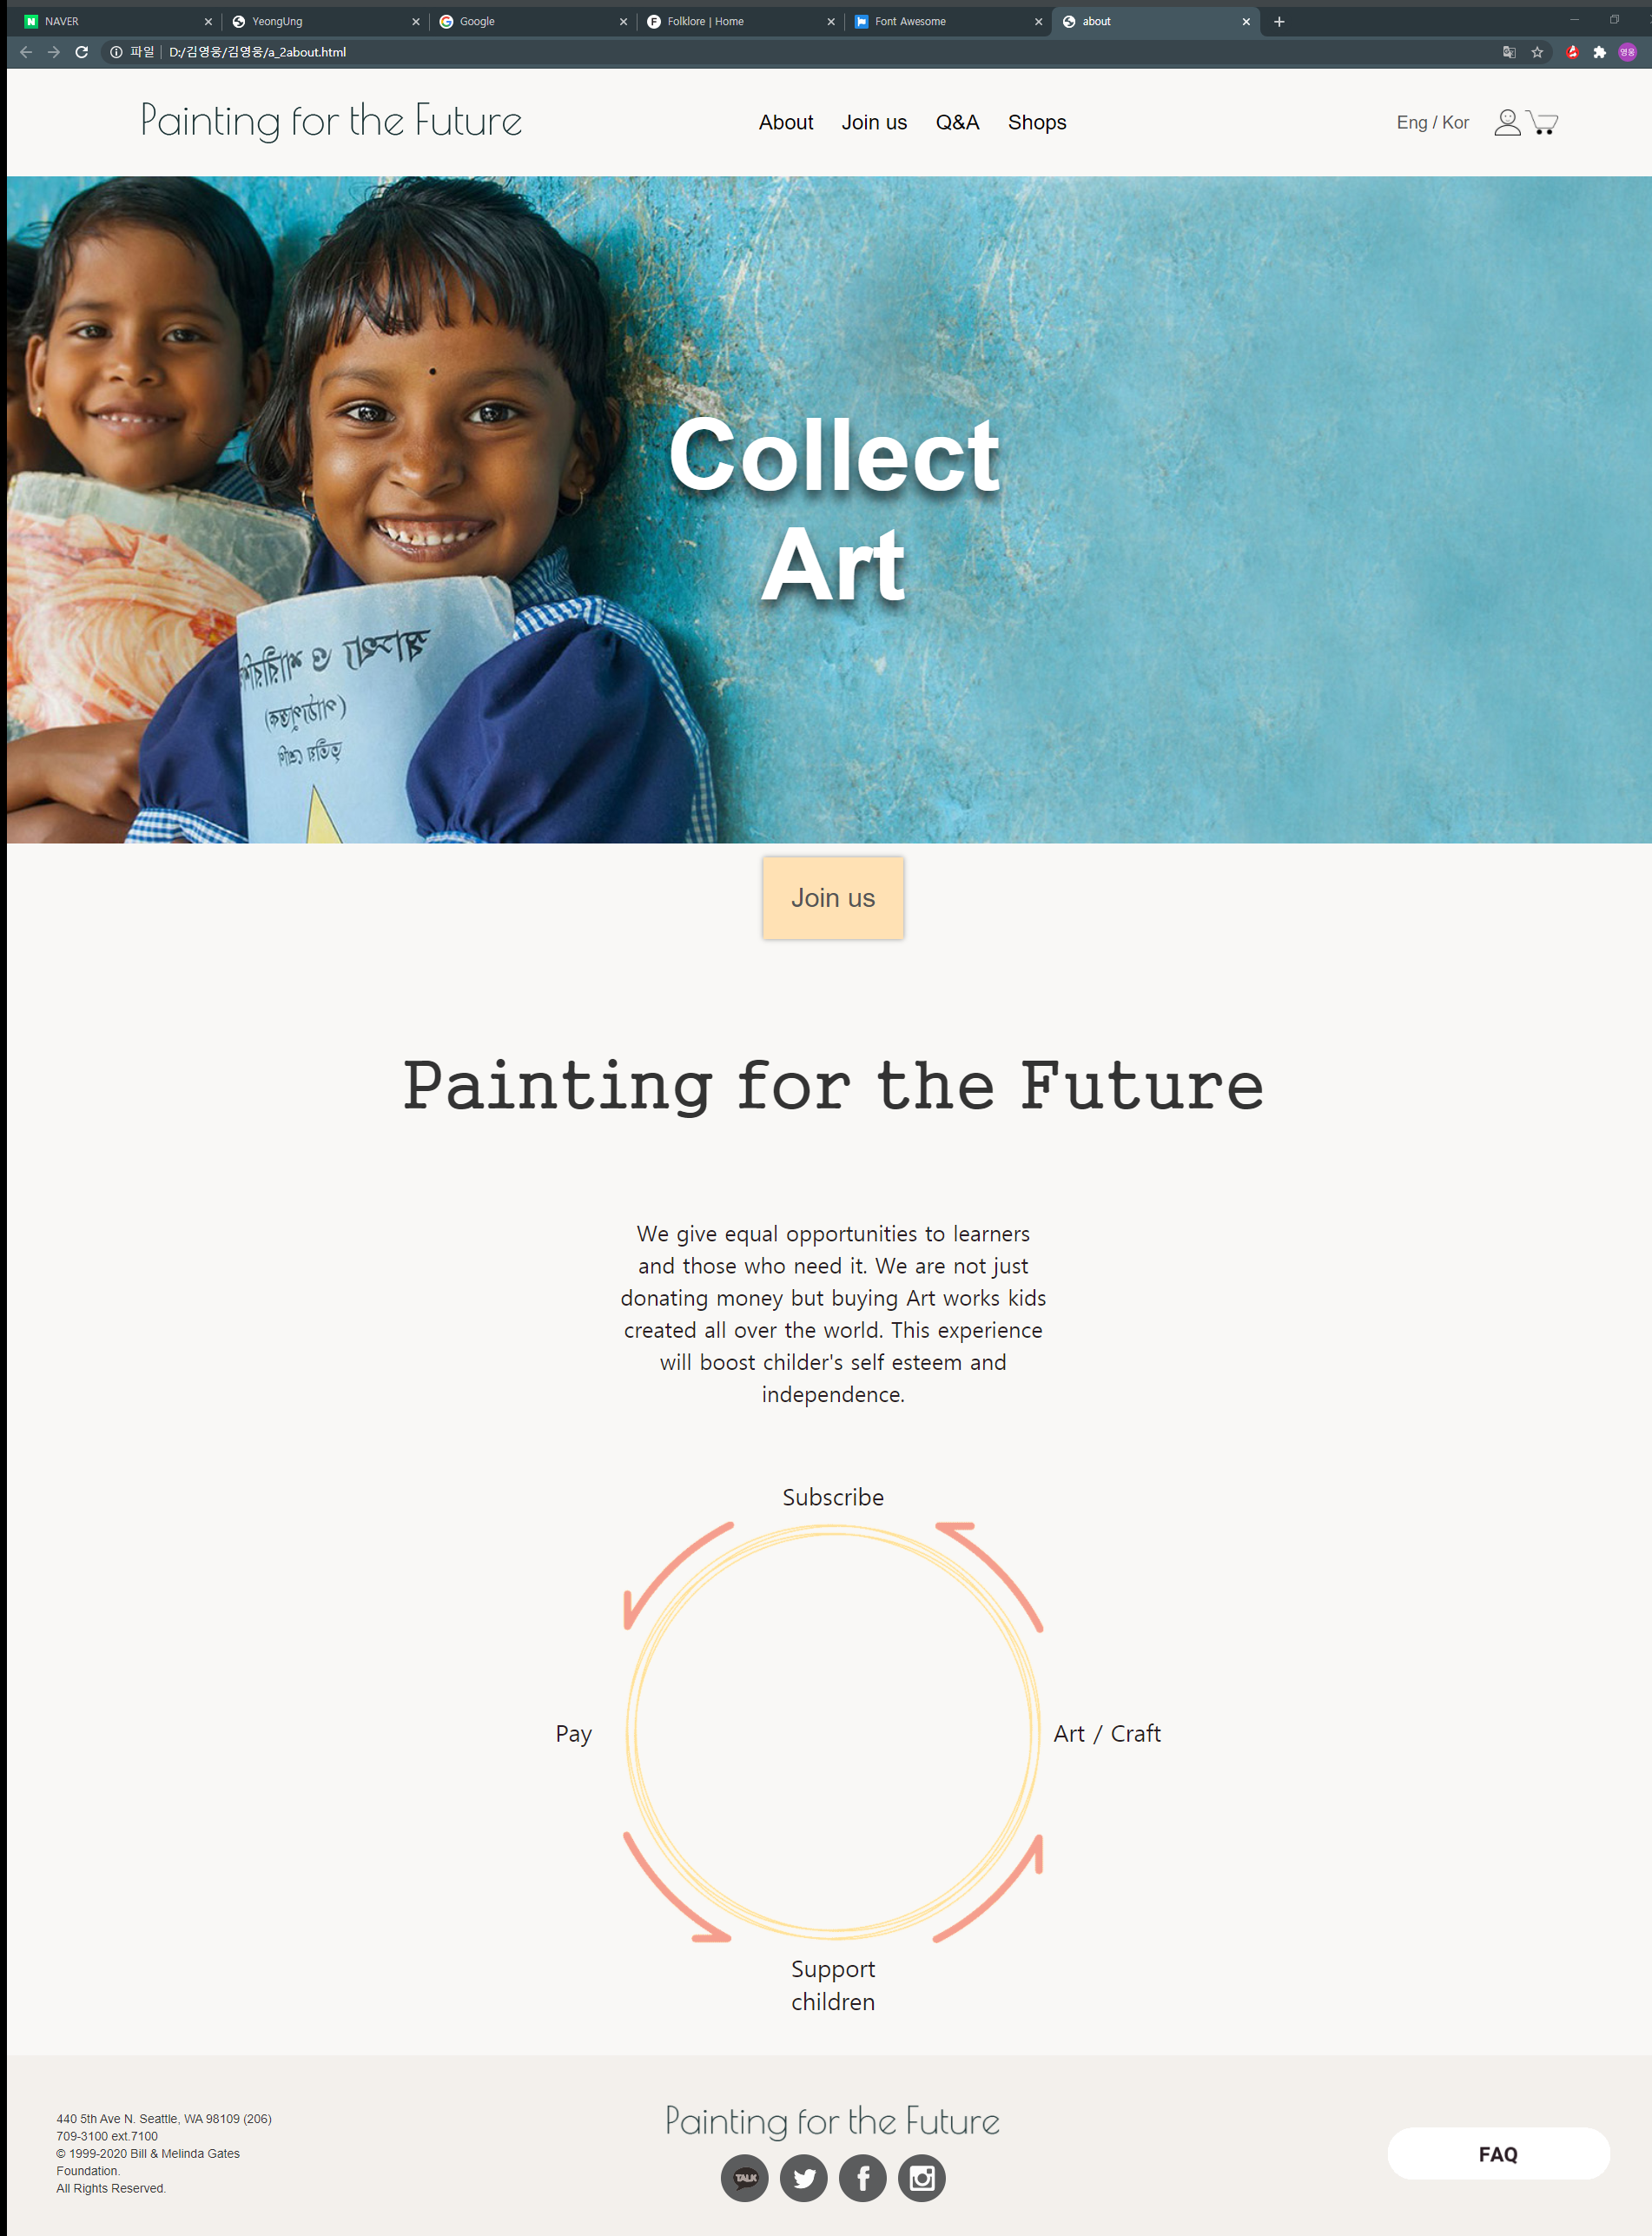 NAVER
YeongUng
Google
Folklore | Home
Font Awesome
about
파일
D:/김영웅/김영웅/a_2about.html
영웅
Painting for the Future
About
Join us
Q&A
Shops
Eng / Kor
Collect
Art
Join us
Painting for the Future
We give equal opportunities to learners
and those who need it. We are not just
donating money but buying Art works kids
created all over the world. This experience
will boost childer's self esteem and
independence.
Subscribe
Pay
Art / Craft
Support
children
440 5th Ave N. Seattle, WA 98109 (206)
709-3100 ext.7100
© 1999-2020 Bill & Melinda Gates
Foundation.
All Rights Reserved.
Painting for the Future
TALK
FAQ